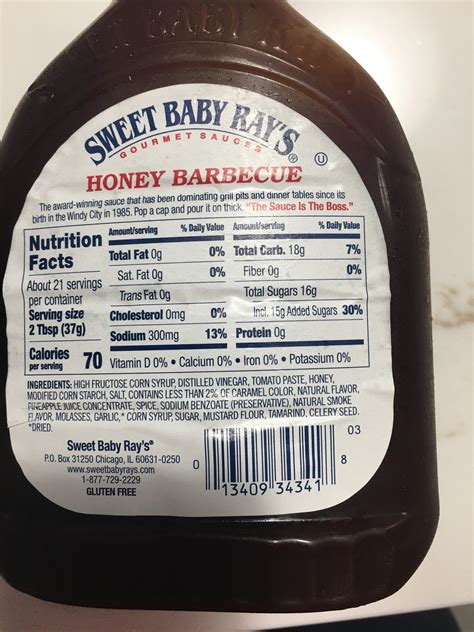 SWEET BABY RAY'S®
GOURMET SAUCES
U
HONEY BARBECUE
The award-winning sauce that has been dominating grill pits and dinner tables since its
birth in the Windy City in 1985. Pop a cap and pour it on thick. "The Sauce Is The Boss."
Nutrition
Facts
About 21 servings
per container
Serving size
2 Tbsp (37g)
Calories 70
per serving
Amount/serving % Daily Value Amount/serving % Daily Value
Total Fat 0g 0% Total Carb. 18g 7%
Sat. Fat 0g 0% Fiber 0g 0%
Trans Fat 0g Total Sugars 16g
Cholesterol 0mg 0% Incl. 15g Added Sugars 30%
Sodium 300mg 13% Protein 0g
Vitamin D 0% • Calcium 0% • Iron 0% • Potassium 0%
INGREDIENTS: HIGH FRUCTOSE CORN SYRUP, DISTILLED VINEGAR, TOMATO PASTE, HONEY,
MODIFIED CORN STARCH, SALT, CONTAINS LESS THAN 2% OF CARAMEL COLOR, NATURAL FLAVOR,
PINEAPPLE JUICE CONCENTRATE, SPICE, SODIUM BENZOATE (PRESERVATIVE), NATURAL SMOKE
FLAVOR, MOLASSES, GARLIC,* CORN SYRUP, SUGAR, MUSTARD FLOUR, TAMARIND, CELERY SEED.
*DRIED.
Sweet Baby Ray's®
P.O. Box 31250 Chicago, IL 60631-0250
www.sweetbabyrays.com
1-877-729-2229
GLUTEN FREE
03
0 13409 34341 8